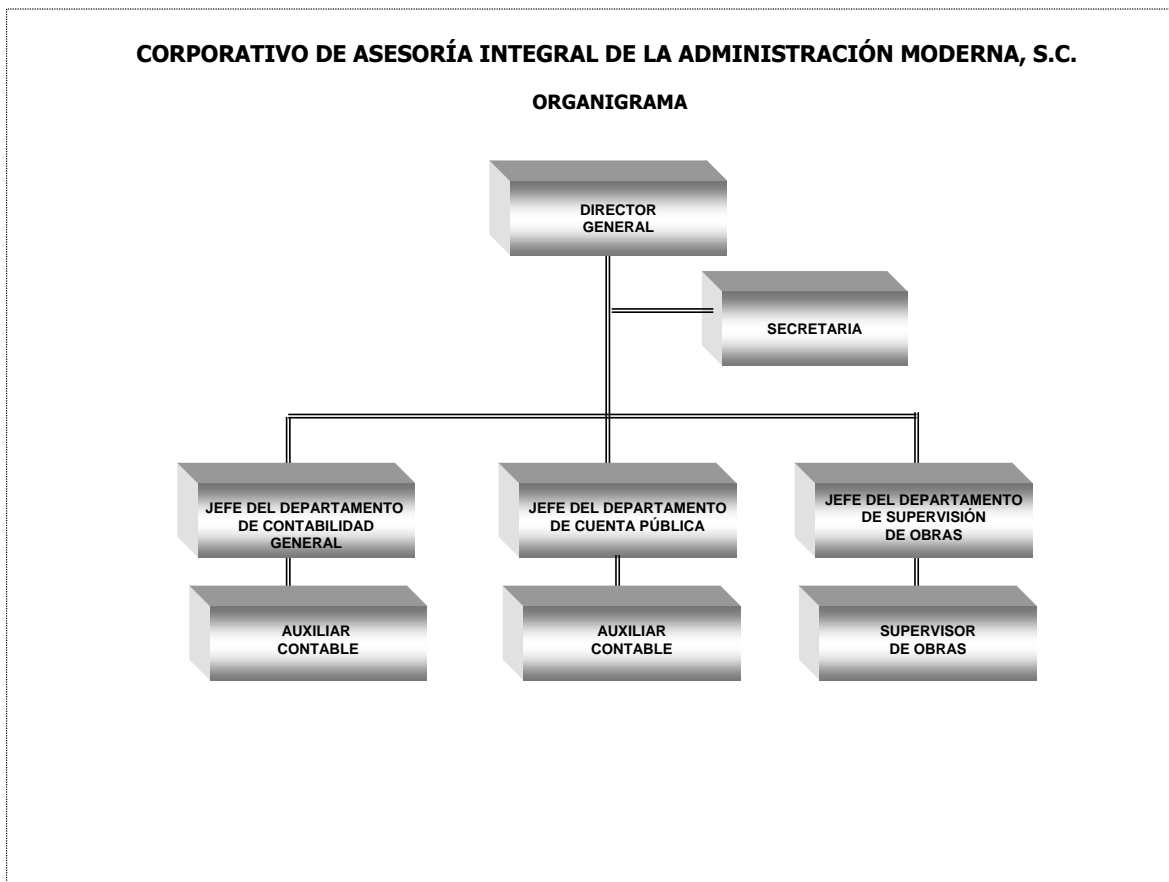 CORPORATIVO DE ASESORÍA INTEGRAL DE LA ADMINISTRACIÓN MODERNA, S.C.
ORGANIGRAMA
DIRECTOR
GENERAL
SECRETARIA
JEFE DEL DEPARTAMENTO
DE CONTABILIDAD
GENERAL
JEFE DEL DEPARTAMENTO
DE CUENTA PÚBLICA
JEFE DEL DEPARTAMENTO
DE SUPERVISIÓN
DE OBRAS
AUXILIAR
CONTABLE
AUXILIAR
CONTABLE
SUPERVISOR
DE OBRAS